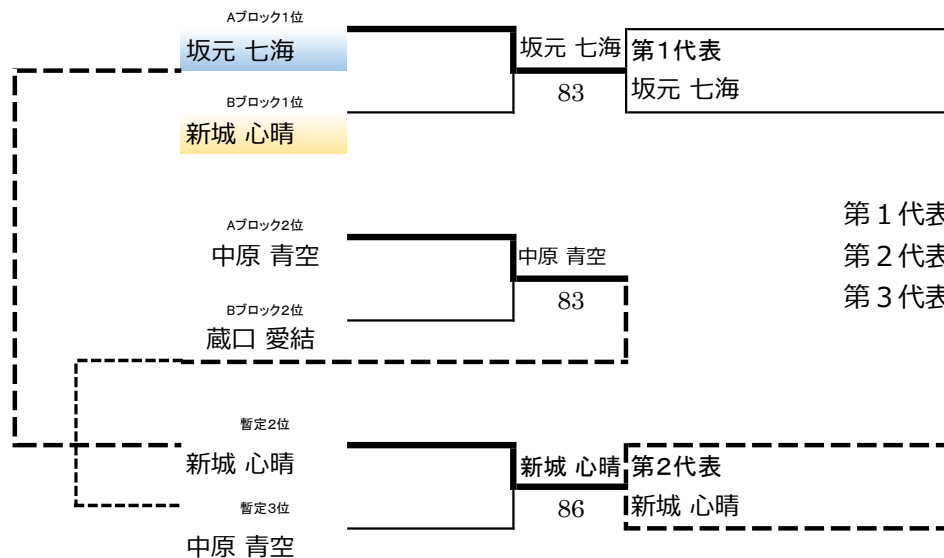 Aブロック1位
坂元 七海
坂元 七海
第1代表
83
坂元 七海
Bブロック1位
新城 心晴
第１代表
Aブロック2位
中原 青空
中原 青空
第２代表
83
第３代表
Bブロック2位
蔵口 愛結
暫定2位
新城 心晴
新城 心晴
第2代表
86
新城 心晴
暫定3位
中原 青空